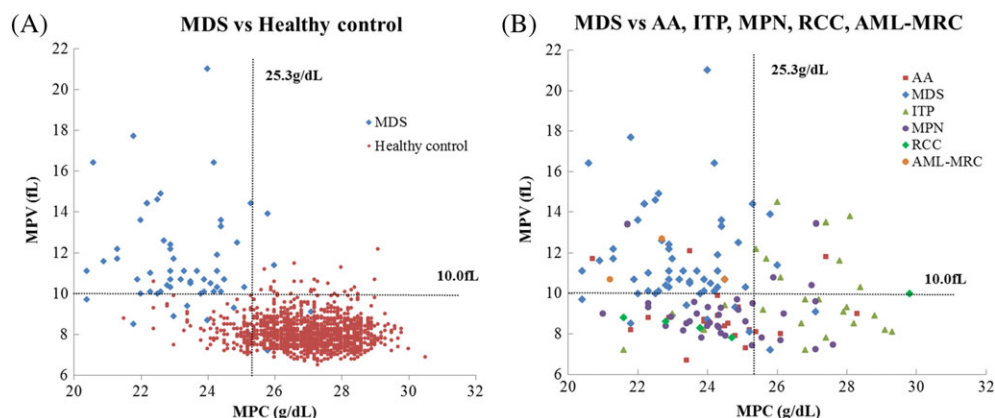 (A)
MDS vs Healthy control
22
20
18
16
14
12
10
8
6
MPV (fL)
25.3g/dL
MDS
Healthy control
10.0fL
20 22 24 26 28 30 32
MPC (g/dL)
(B)
MDS vs AA, ITP, MPN, RCC, AML-MRC
22
20
18
16
14
12
10
8
6
MPV (fL)
25.3g/dL
AA
MDS
ITP
MPN
RCC
AML-MRC
10.0fL
20 22 24 26 28 30 32
MPC (g/dL)